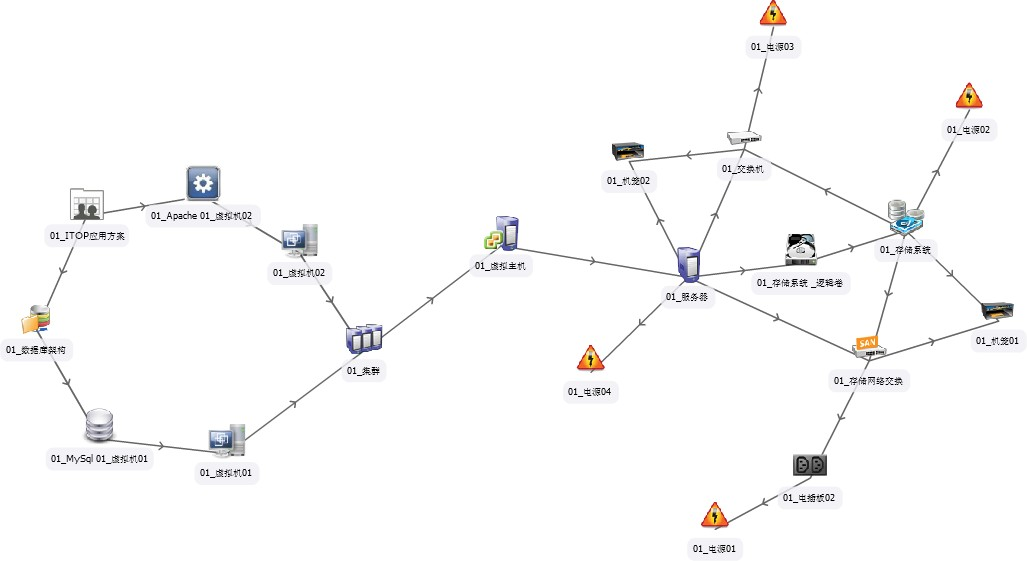 01_电源03
01_电源02
01_交换机
01_机笼02
01_Apache 01_虚拟机02
01_ITOP应用方案
01_存储系统
01_虚拟主机
01_虚拟机02
01_存储系统 _逻辑卷
01_服务器
01_机笼01
01_数据库架构
01_集群
SAN
01_存储网络交换
01_电源04
01_MySql 01_虚拟机01
01_虚拟机01
01_电插板02
01_电源01